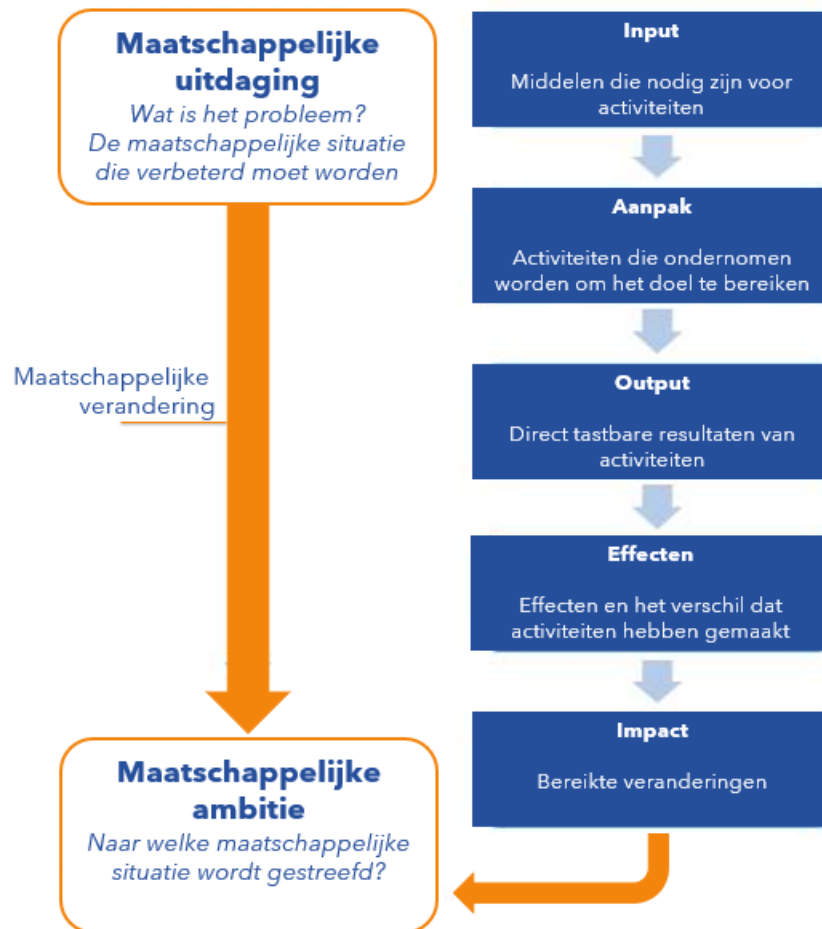 Maatschappelijke
uitdaging
Wat is het probleem?
De maatschappelijke situatie
die verbeterd moet worden
Maatschappelijke
verandering
Maatschappelijke
ambitie
Naar welke maatschappelijke
situatie wordt gestreefd?
Input
Middelen die nodig zijn voor
activiteiten
Aanpak
Activiteiten die ondernomen
worden om het doel te bereiken
Output
Direct tastbare resultaten van
activiteiten
Effecten
Effecten en het verschil dat
activiteiten hebben gemaakt
Impact
Bereikte veranderingen